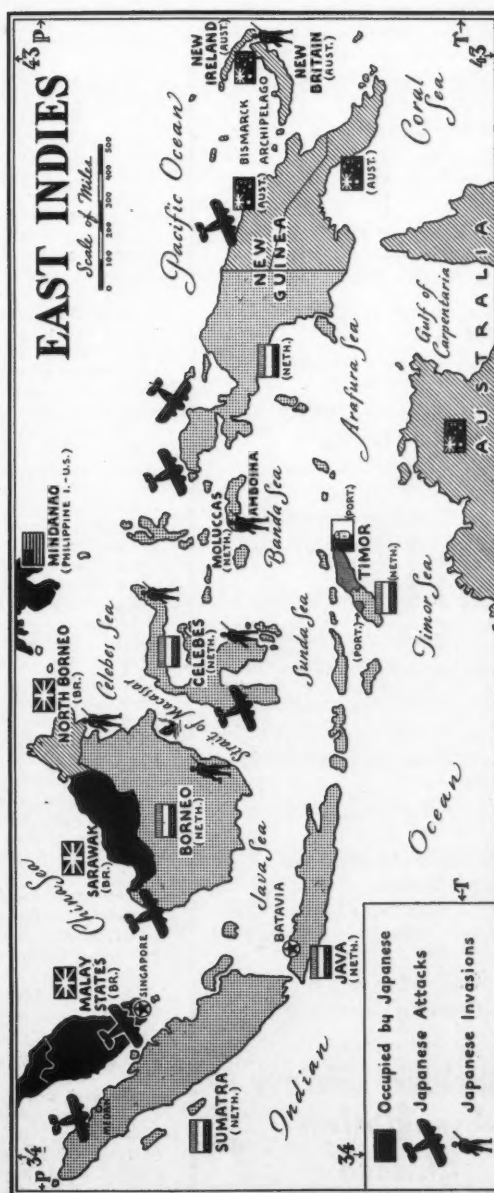 EAST INDIES
Scale of Miles
0 100 200 300 400 500
43 P→
T→
43
←P 34
34
←T
Pacific Ocean
NEW
IRELAND
(AUST.)
BISMARCK
ARCHIPELAGO
NEW
BRITAIN
(AUST.)
(AUST.)
(AUST.)
NEW
GUINEA
(NETH.)
Coral
Sea
Gulf of
Carpentaria
AUSTRALIA
Arafura Sea
MINDANAO
(PHILIPPINE I.-U.S.)
MOLUCCAS
(NETH.)
AMBOINA
Banda Sea
(PORT.)
TIMOR
(NETH.)
(PORT.)→
Timor Sea
NORTH BORNEO
(BR.)
Celebes Sea
CELEBES
(NETH.)
Strait of Macassar
Sunda Sea
China Sea
SARAWAK
(BR.)
BORNEO
(NETH.)
Java Sea
BATAVIA
JAVA
(NETH.)
MALAY
STATES
(BR.)
SINGAPORE
MEDAN
SUMATRA
(NETH.)
Indian
Ocean
Occupied by Japanese
Japanese Attacks
Japanese Invasions